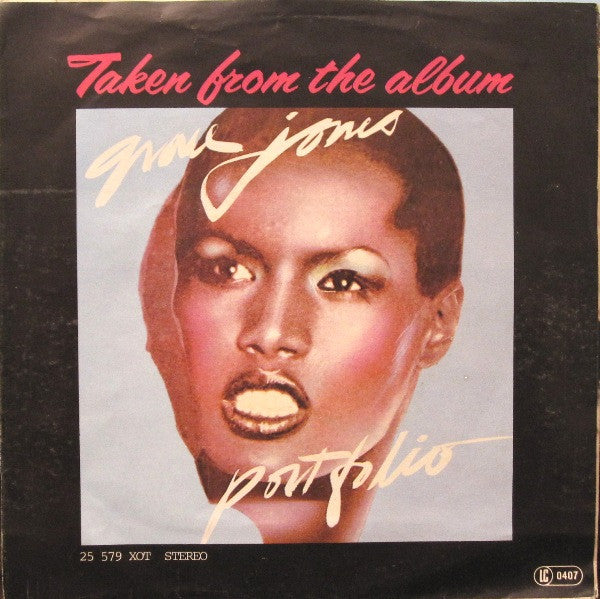 Taken from the album
grace jones
portfolio
25 579 XOT STEREO
LC 0407